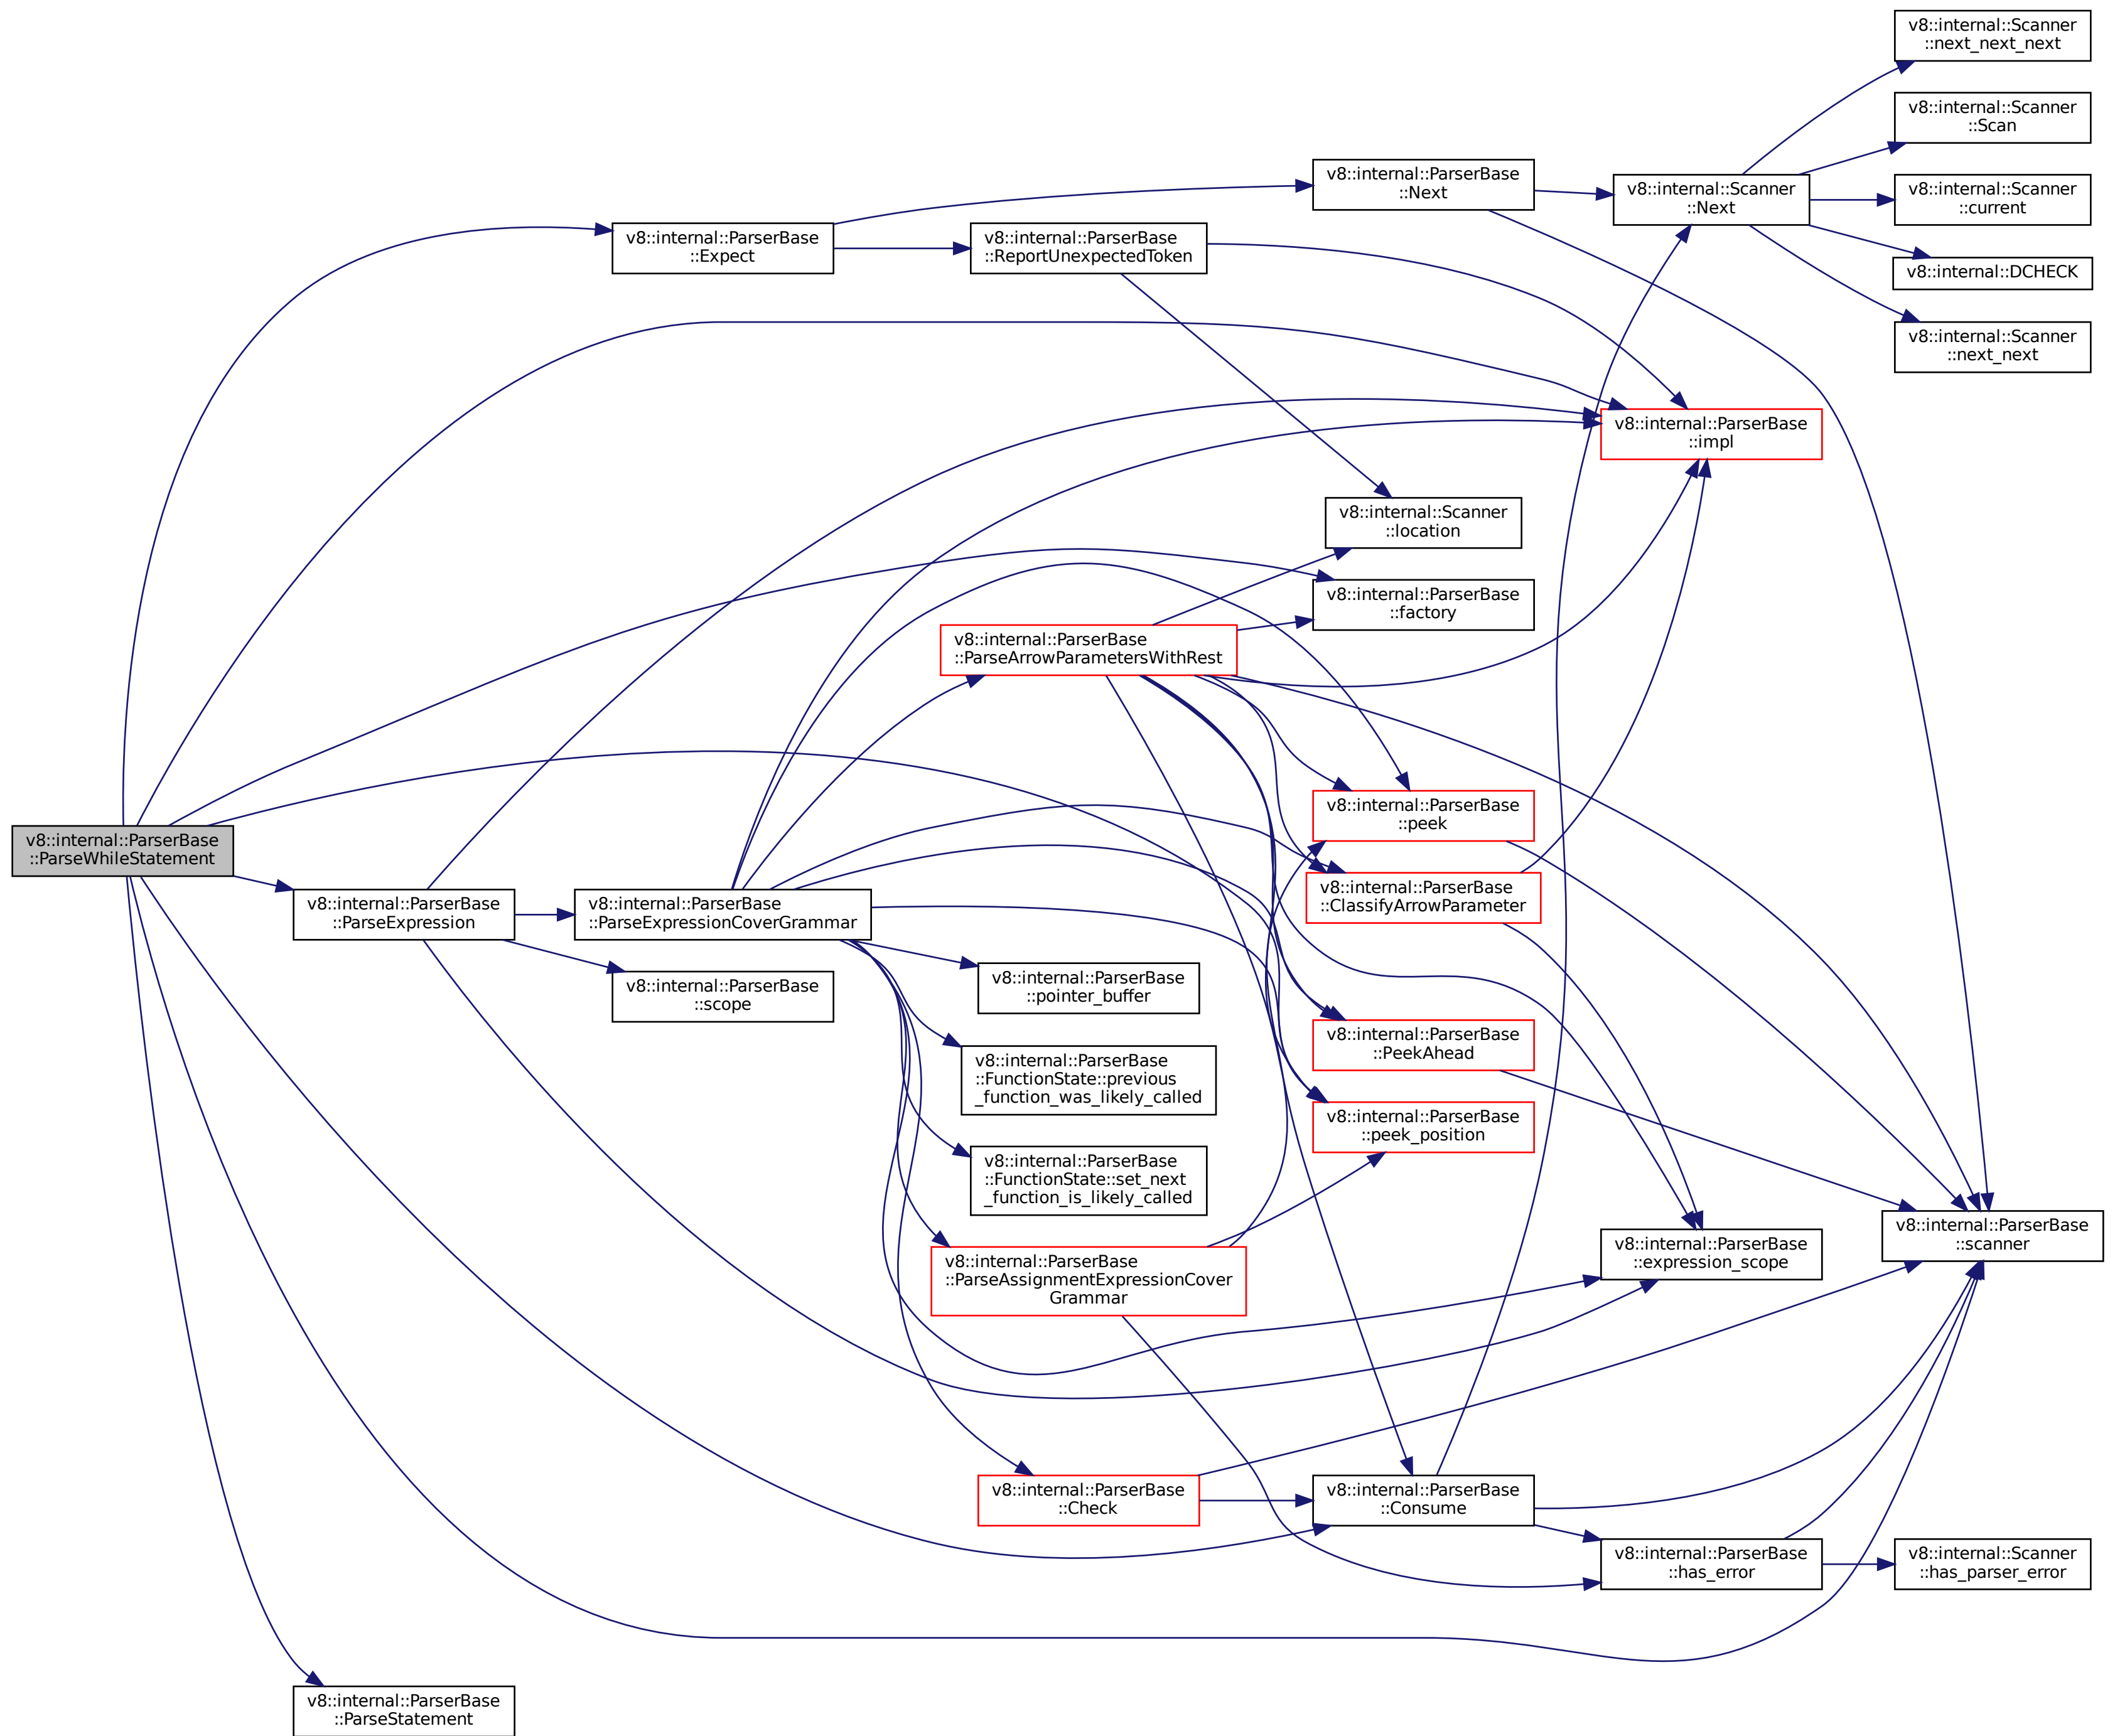 v8::internal::ParserBase
::ParseWhileStatement
v8::internal::ParserBase
::Expect
v8::internal::ParserBase
::ParseExpression
v8::internal::ParserBase
::ParseStatement
v8::internal::ParserBase
::ParseExpressionCoverGrammar
v8::internal::ParserBase
::scope
v8::internal::ParserBase
::ReportUnexpectedToken
v8::internal::ParserBase
::ParseArrowParametersWithRest
v8::internal::ParserBase
::pointer_buffer
v8::internal::ParserBase
::FunctionState::previous
_function_was_likely_called
v8::internal::ParserBase
::FunctionState::set_next
_function_is_likely_called
v8::internal::ParserBase
::ParseAssignmentExpressionCover
Grammar
v8::internal::ParserBase
::Check
v8::internal::ParserBase
::Next
v8::internal::Scanner
::location
v8::internal::ParserBase
::factory
v8::internal::ParserBase
::peek
v8::internal::ParserBase
::ClassifyArrowParameter
v8::internal::ParserBase
::PeekAhead
v8::internal::ParserBase
::peek_position
v8::internal::ParserBase
::Consume
v8::internal::Scanner
::Next
v8::internal::ParserBase
::impl
v8::internal::ParserBase
::expression_scope
v8::internal::ParserBase
::has_error
v8::internal::Scanner
::next_next_next
v8::internal::Scanner
::Scan
v8::internal::Scanner
::current
v8::internal::DCHECK
v8::internal::Scanner
::next_next
v8::internal::ParserBase
::scanner
v8::internal::Scanner
::has_parser_error